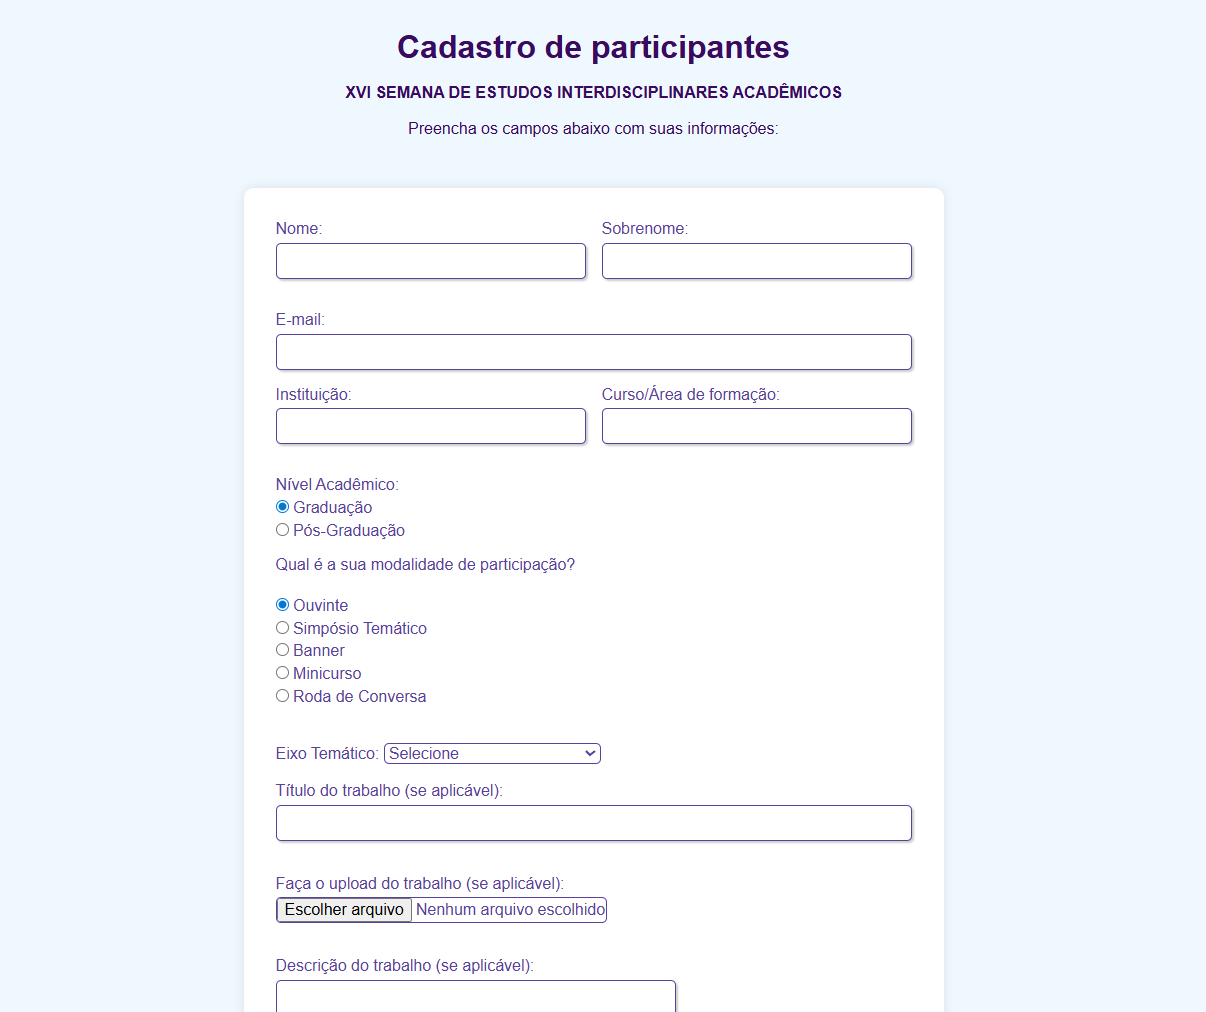 Cadastro de participantes
XVI SEMANA DE ESTUDOS INTERDISCIPLINARES ACADÊMICOS
Preencha os campos abaixo com suas informações:
Nome: Sobrenome:
E-mail:
Instituição: Curso/Área de formação:
Nível Acadêmico:
Graduação
Pós-Graduação
Qual é a sua modalidade de participação?
Ouvinte
Simpósio Temático
Banner
Minicurso
Roda de Conversa
Eixo Temático: Selecione
Título do trabalho (se aplicável):
Faça o upload do trabalho (se aplicável):
Escolher arquivo Nenhum arquivo escolhido
Descrição do trabalho (se aplicável):